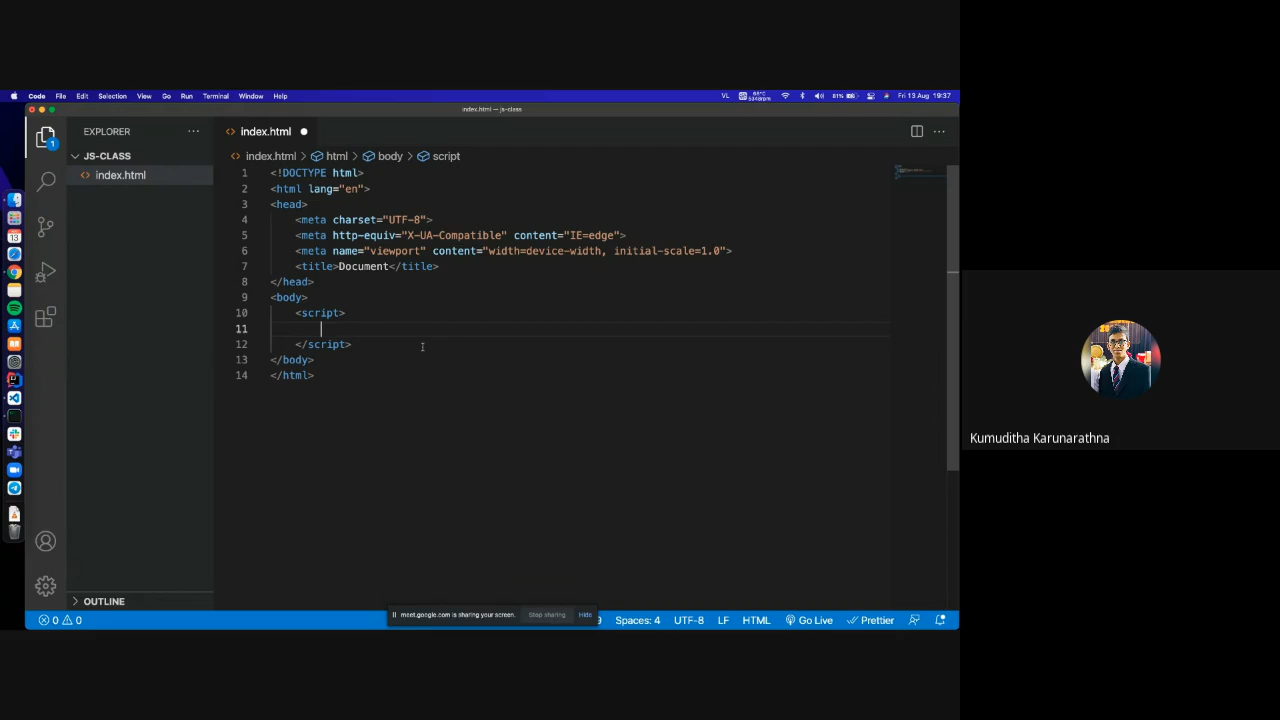 Code File Edit Selection View Go Run Terminal Window Help
VL
81%
Fri 13 Aug 19:37
index.html — js-class
EXPLORER
index.html
1
JS-CLASS
index.html > html > body > script
index.html
1 <!DOCTYPE html>
2 <html lang="en">
3 <head>
4 <meta charset="UTF-8">
5 <meta http-equiv="X-UA-Compatible" content="IE=edge">
6 <meta name="viewport" content="width=device-width, initial-scale=1.0">
7 <title>Document</title>
8 </head>
9 <body>
10 <script>
11
12 </script>
13 </body>
14 </html>
13
Kumuditha Karunarathna
OUTLINE
meet.google.com is sharing your screen. Stop sharing Hide
0 0
Spaces: 4 UTF-8 LF HTML Go Live Prettier